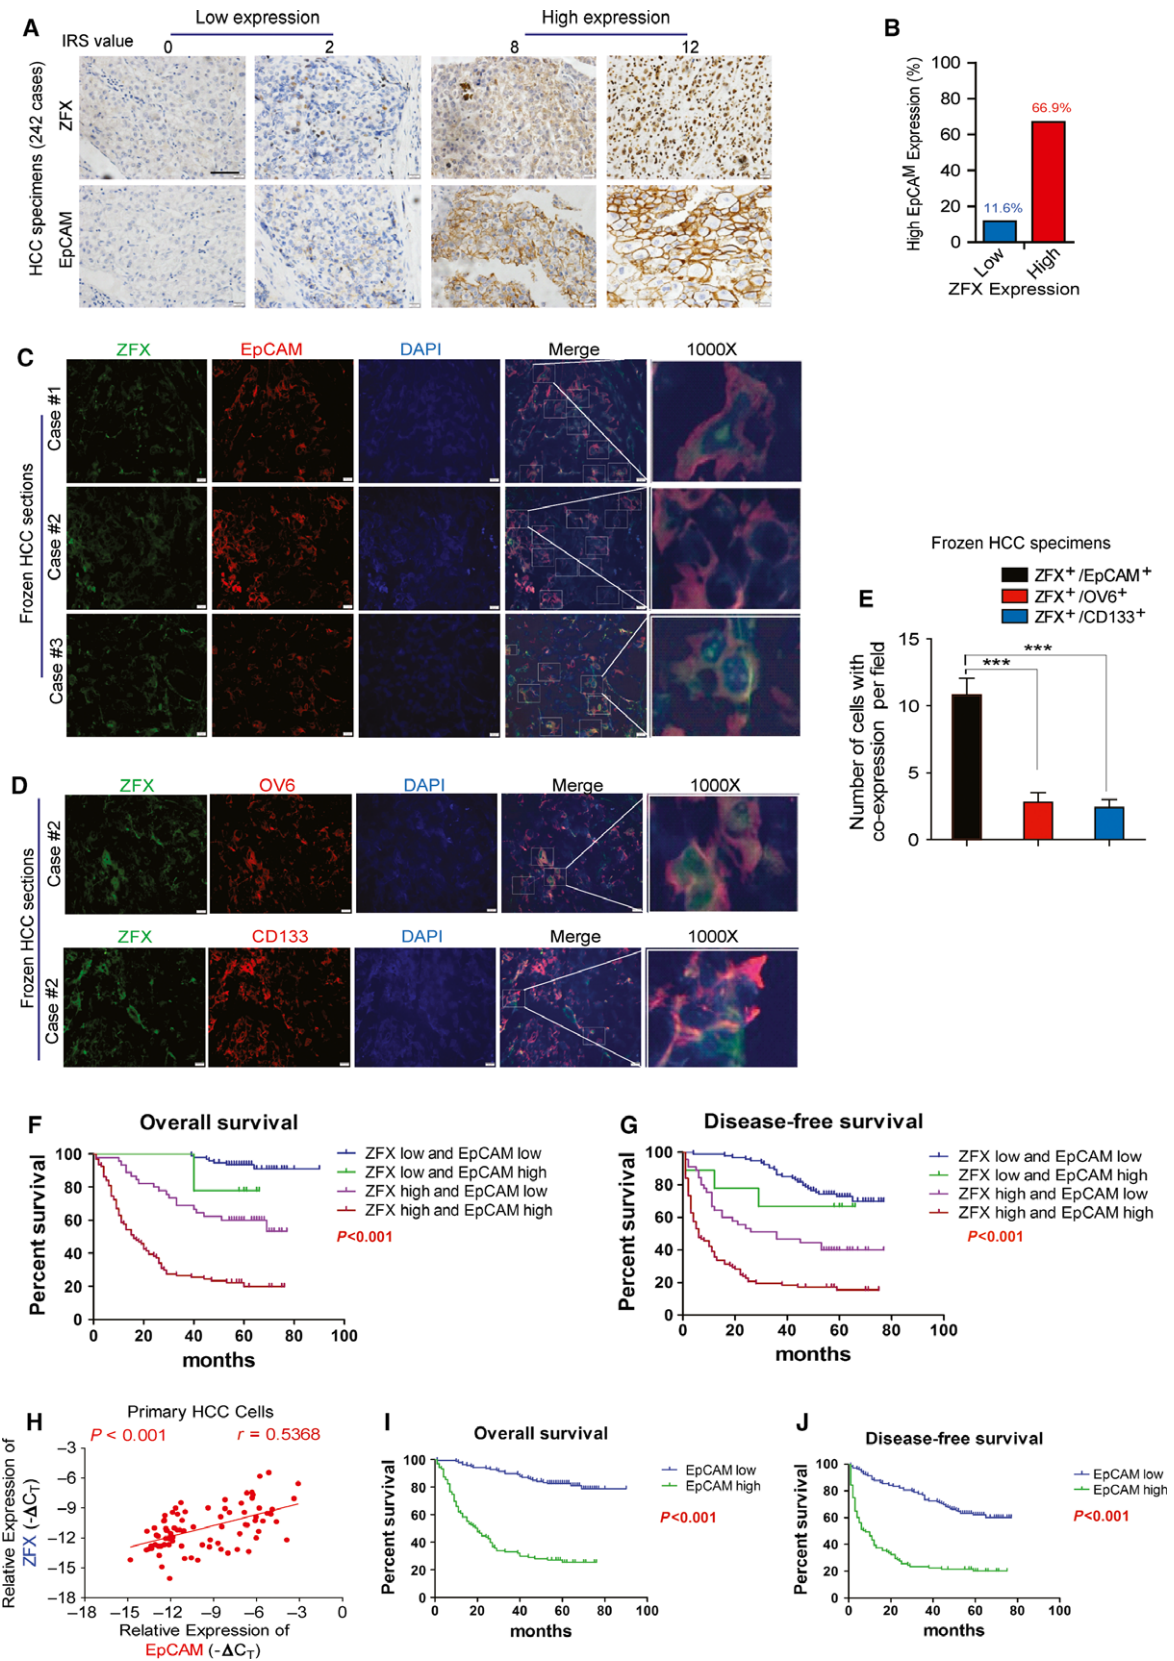 A
Low expression
High expression
IRS value
0
2
8
12
HCC specimens (242 cases)
ZFX
EpCAM
B
High EpCAM Expression (%)
100
80
60
40
20
0
11.6%
66.9%
Low
High
ZFX Expression
C
ZFX
EpCAM
DAPI
Merge
1000X
Frozen HCC sections
Case #1
Case #2
Case #3
D
ZFX
OV6
DAPI
Merge
1000X
Frozen HCC sections
Case #2
ZFX
CD133
DAPI
Merge
1000X
Case #2
Frozen HCC specimens
ZFX+/EpCAM+
ZFX+/OV6+
ZFX+/CD133+
E
Number of cells with
co-expression per field
15
10
5
0
***
***
F
Overall survival
Percent survival
100
80
60
40
20
0
0 20 40 60 80 100
months
ZFX low and EpCAM low
ZFX low and EpCAM high
ZFX high and EpCAM low
ZFX high and EpCAM high
P<0.001
G
Disease-free survival
Percent survival
100
80
60
40
20
0
0 20 40 60 80 100
months
ZFX low and EpCAM low
ZFX low and EpCAM high
ZFX high and EpCAM low
ZFX high and EpCAM high
P<0.001
H
Primary HCC Cells
P < 0.001
r = 0.5368
Relative Expression of
ZFX (-ΔCT)
−3
−6
−9
−12
−15
−18
−18 −15 −12 −9 −6 −3 0
Relative Expression of
EpCAM (-ΔCT)
I
Overall survival
Percent survival
100
80
60
40
20
0
0 20 40 60 80 100
months
EpCAM low
EpCAM high
P<0.001
J
Disease-free survival
Percent survival
100
80
60
40
20
0
0 20 40 60 80 100
months
EpCAM low
EpCAM high
P<0.001